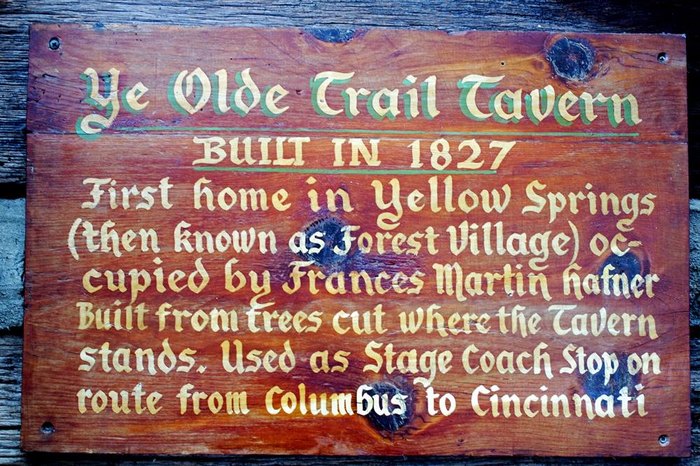 Ye Olde Trail Tavern
BUILT IN 1827
First home in Yellow Springs
(then known as Forest Village) oc-
cupied by Frances Martin hafner
Built from trees cut where the Tavern
stands. Used as Stage Coach Stop on
route from Columbus to Cincinnati